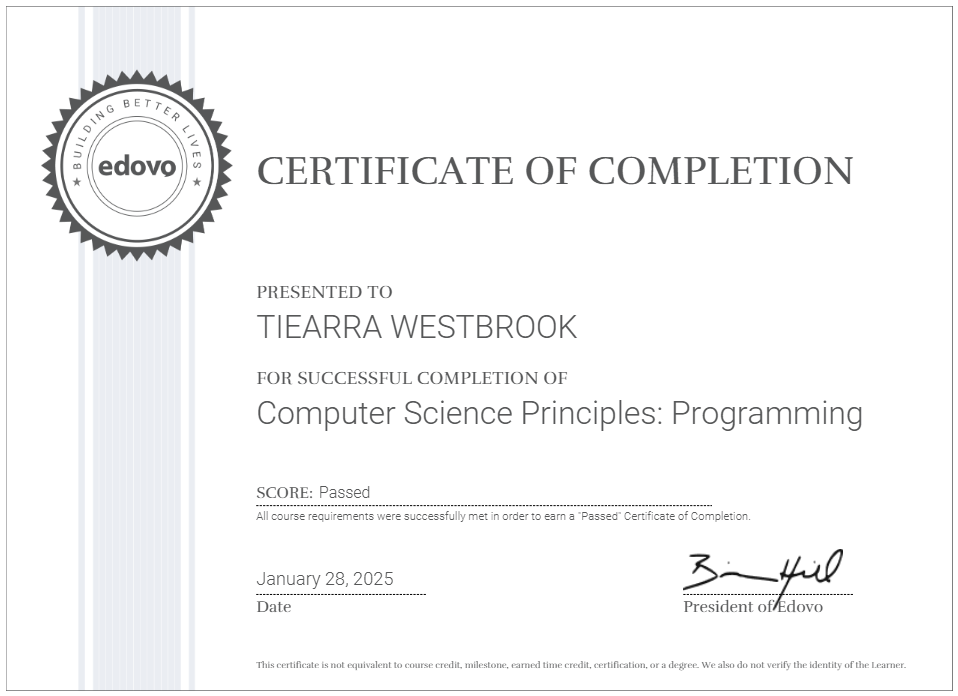 BUILDING BETTER LIVES
edovo
CERTIFICATE OF COMPLETION
PRESENTED TO
TIEARRA WESTBROOK
FOR SUCCESSFUL COMPLETION OF
Computer Science Principles: Programming
SCORE: Passed
All course requirements were successfully met in order to earn a "Passed" Certificate of Completion.
January 28, 2025
Date
Brian Hill
President of Edovo
This certificate is not equivalent to course credit, milestone, earned time credit, certification, or a degree. We also do not verify the identity of the Learner.